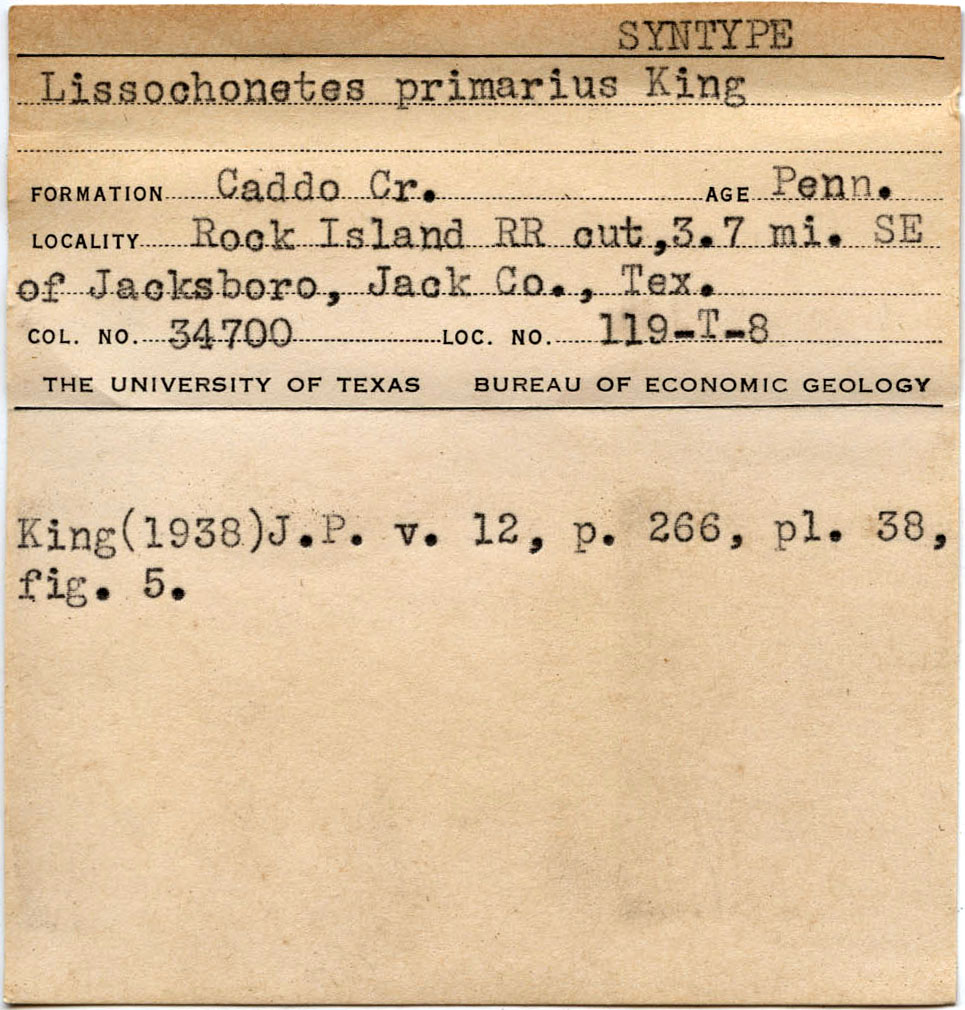 SYNTYPE
Lissochonetes primarius King
FORMATION Caddo Cr. AGE Penn.
LOCALITY Rock Island RR cut,3.7 mi. SE
of Jacksboro, Jack Co., Tex.
COL. NO. 34700 LOC. NO. 119-T-8
THE UNIVERSITY OF TEXAS BUREAU OF ECONOMIC GEOLOGY
King(1938)J.P. v. 12, p. 266, pl. 38,
fig. 5.